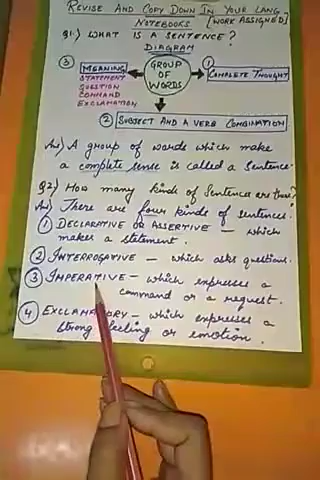 REVISE AND COPY DOWN IN YOUR LANG.
NOTEBOOKS [WORK ASSIGNED]
Q1.) WHAT IS A SENTENCE?
DIAGRAM
③ MEANING GROUP OF WORDS ① COMPLETE THOUGHT
STATEMENT
QUESTION
COMMAND
EXCLAMATION
② SUBJECT AND A VERB COMBINATION
Ans) A group of words which make
a complete sense is called a Sentence.
Q2) How many kinds of Sentences are there?
Ans) There are four kinds of sentences.
① DECLARATIVE OR ASSERTIVE - which
makes a statement.
② INTERROGATIVE - which asks questions.
③ IMPERATIVE - which expresses a
command or a request.
④ EXCLAMATORY - which expresses a
strong feeling or emotion.